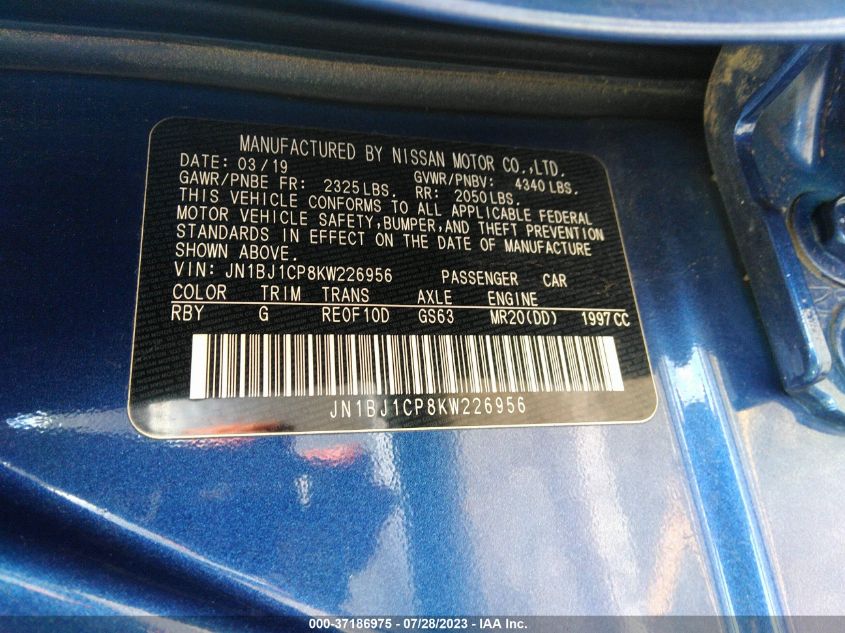 MANUFACTURED BY NISSAN MOTOR CO.,LTD.
DATE: 03/19 GVWR/PNBV: 4340 LBS.
GAWR/PNBE FR: 2325 LBS. RR: 2050 LBS.
THIS VEHICLE CONFORMS TO ALL APPLICABLE FEDERAL
MOTOR VEHICLE SAFETY, BUMPER, AND THEFT PREVENTION
STANDARDS IN EFFECT ON THE DATE OF MANUFACTURE
SHOWN ABOVE.
VIN: JN1BJ1CP8KW226956 PASSENGER CAR
COLOR TRIM TRANS AXLE ENGINE
RBY G RE0F10D GS63 MR20(DD) 1997CC
JN1BJ1CP8KW226956
000-37186975 / 07/28/2023 - © IAA Inc.